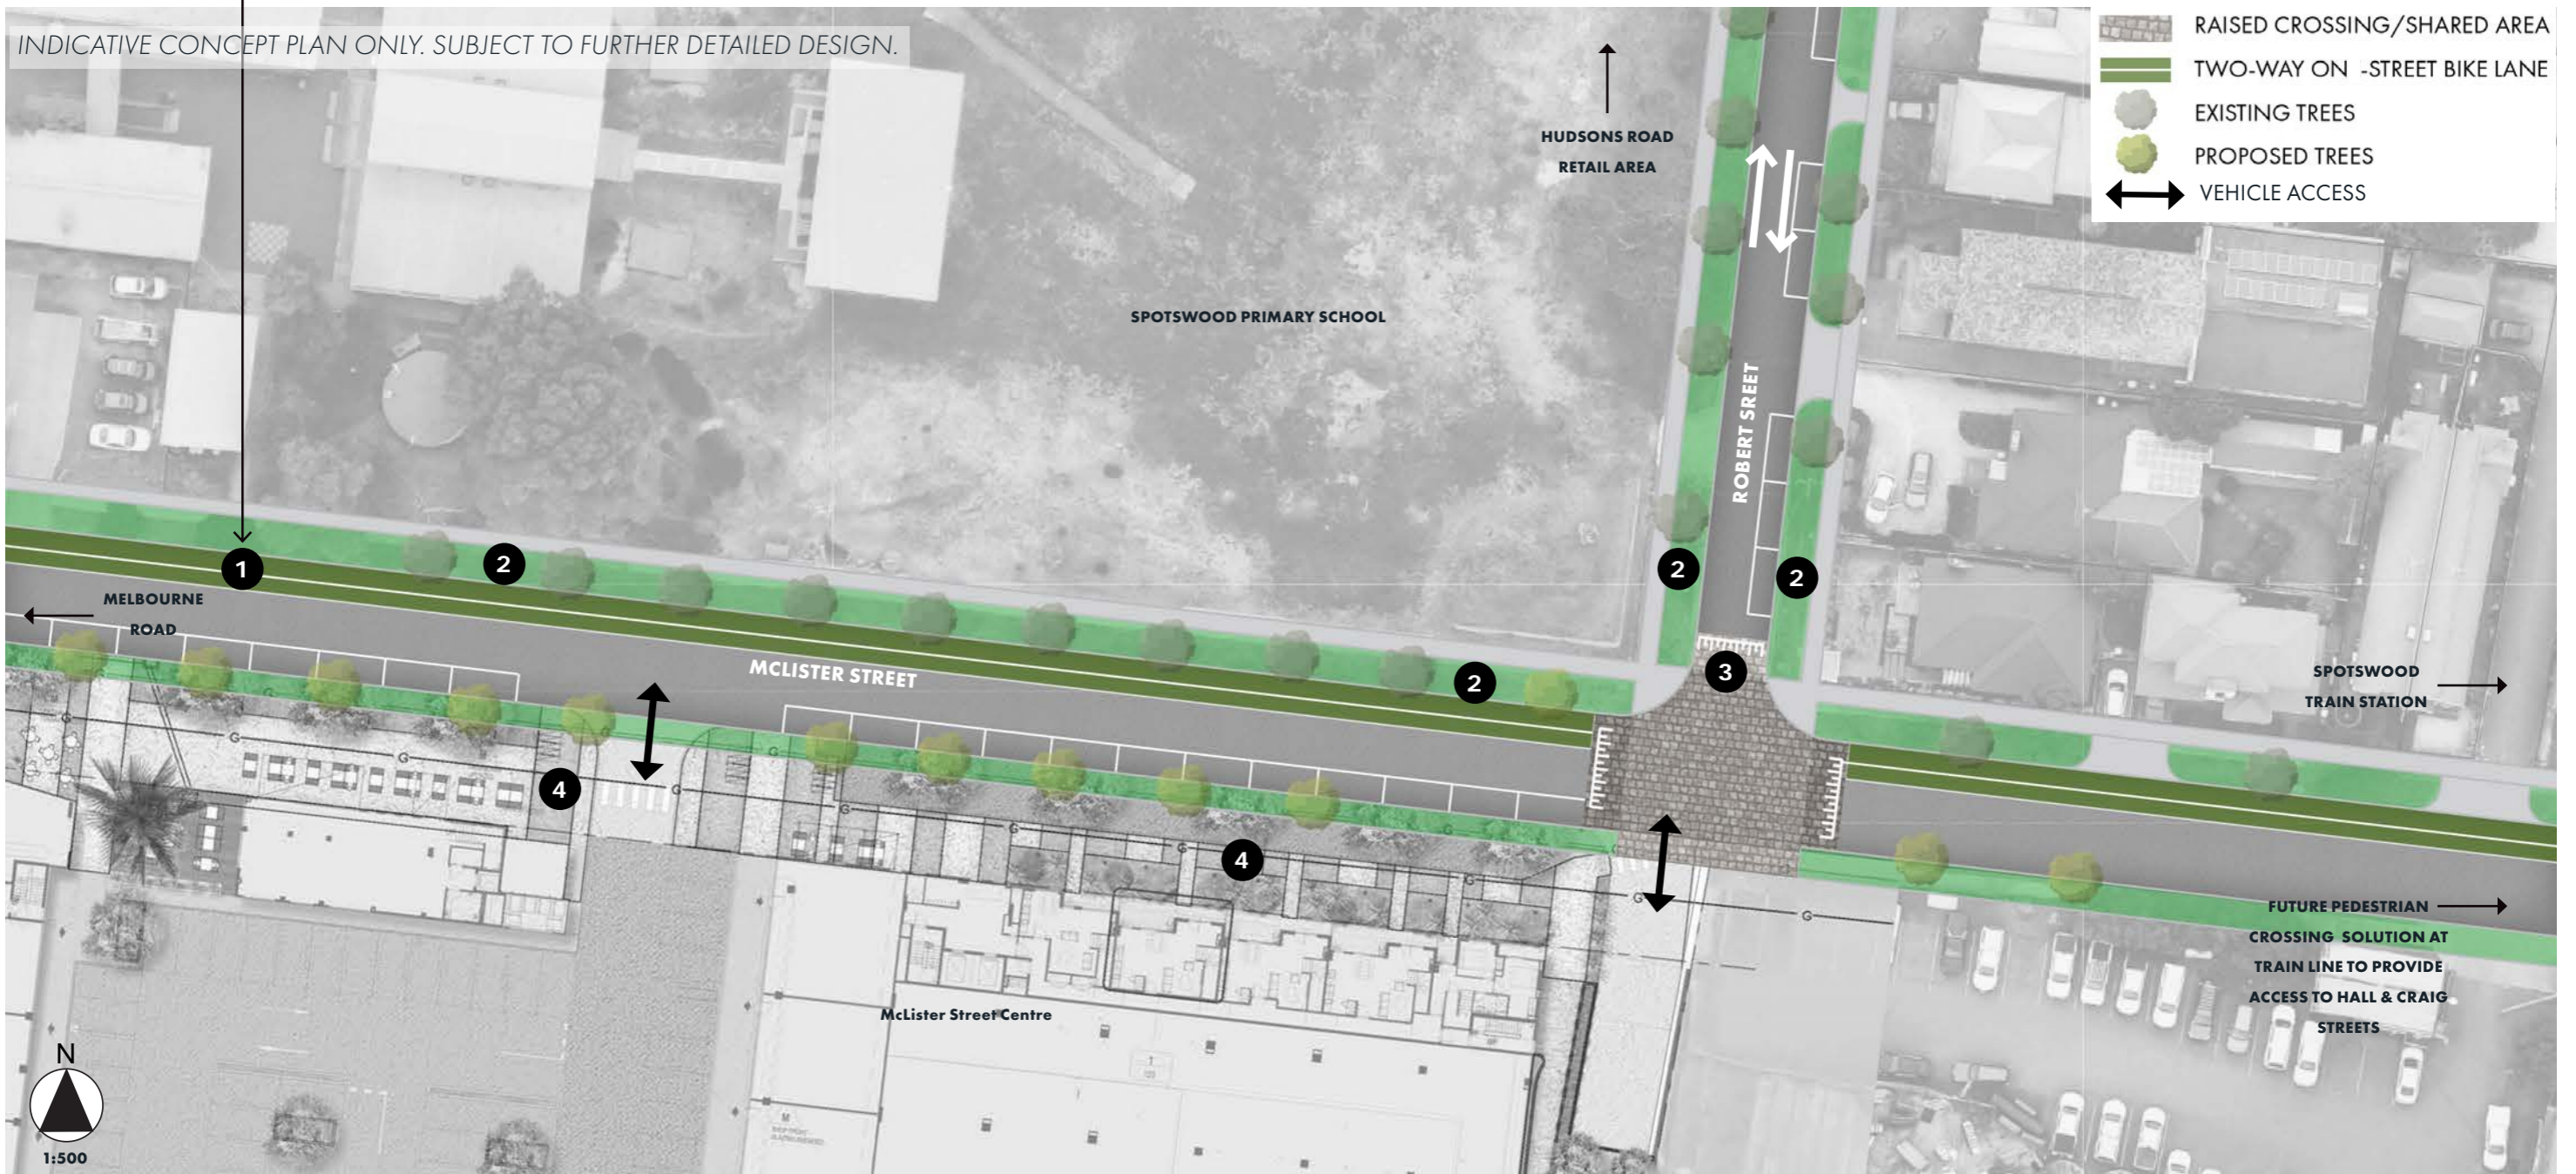 INDICATIVE CONCEPT PLAN ONLY. SUBJECT TO FURTHER DETAILED DESIGN.
RAISED CROSSING/SHARED AREA
TWO-WAY ON -STREET BIKE LANE
EXISTING TREES
PROPOSED TREES
VEHICLE ACCESS
HUDSONS ROAD
RETAIL AREA
SPOTSWOOD PRIMARY SCHOOL
ROBERT SREET
1
2
2
2
MELBOURNE
ROAD
MCLISTER STREET
2
3
SPOTSWOOD
TRAIN STATION
4
4
G
G
G
G
G
G
G
G
G
G
G
G
G
FUTURE PEDESTRIAN
CROSSING SOLUTION AT
TRAIN LINE TO PROVIDE
ACCESS TO HALL & CRAIG
STREETS
McLister Street Centre
N
1:500